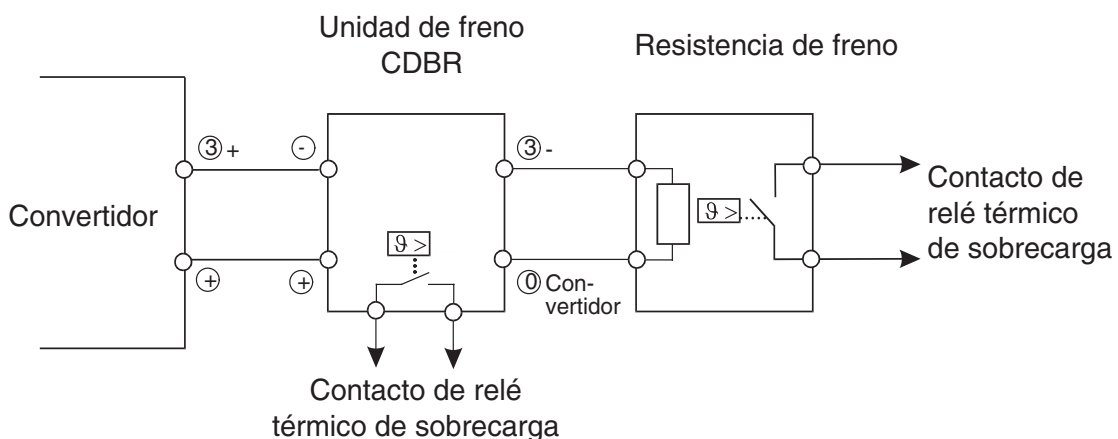 Unidad de freno
CDBR
Resistencia de freno
③ +
-
③ -
Convertidor
ϑ >
ϑ >
Contacto de
relé térmico
de sobrecarga
+
+
⓪ Con-
vertidor
Contacto de relé
térmico de sobrecarga